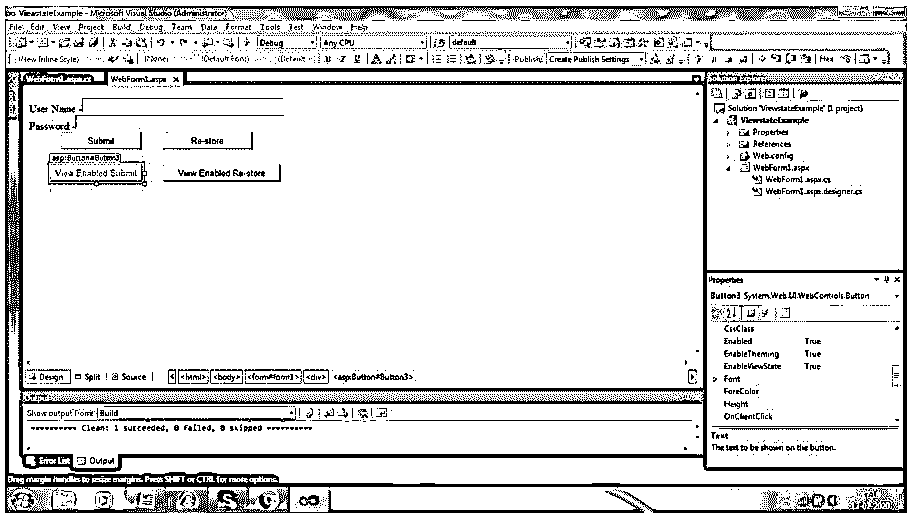 ViewstateExample - Microsoft Visual Studio (Administrator)
File Edit View Project Build Debug Team Data Format Tools Test Window Help
Debug Any CPU default
(New Inline Style) (None) (Default Font) (Default Publish: Create Publish Settings
WebForm1.aspx ×
User Name
Password
Submit Re-store
asp:Button#Button3
View Enabled Submit View Enabled Re-store
Design Split Source <html> <body> <form#form1> <div> <asp:Button#Button3>
Show output from: Build
========== Clean: 1 succeeded, 0 failed, 0 skipped ==========
Error List Output
Drag margin handles to resize margins. Press SHIFT or CTRL for more options.
Solution Explorer
Solution 'ViewstateExample' (1 project)
ViewstateExample
Properties
References
Web.config
WebForm1.aspx
WebForm1.aspx.cs
WebForm1.aspx.designer.cs
Properties
Button3 System.Web.UI.WebControls.Button
CssClass
Enabled True
EnableTheming True
EnableViewState True
Font
ForeColor
Height
OnClientClick
Text
The text to be shown on the button.